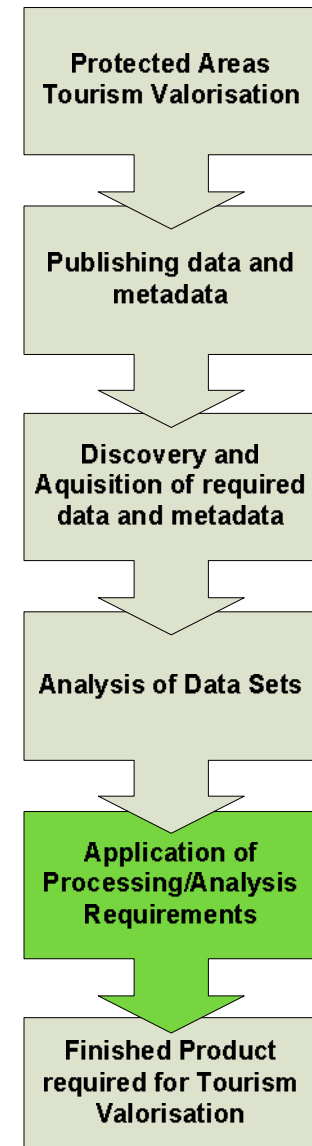 Protected Areas
Tourism Valorisation
Publishing data and
metadata
Discovery and
Aquisition of required
data and metadata
Analysis of Data Sets
Application of
Processing/Analysis
Requirements
Finished Product
required for Tourism
Valorisation